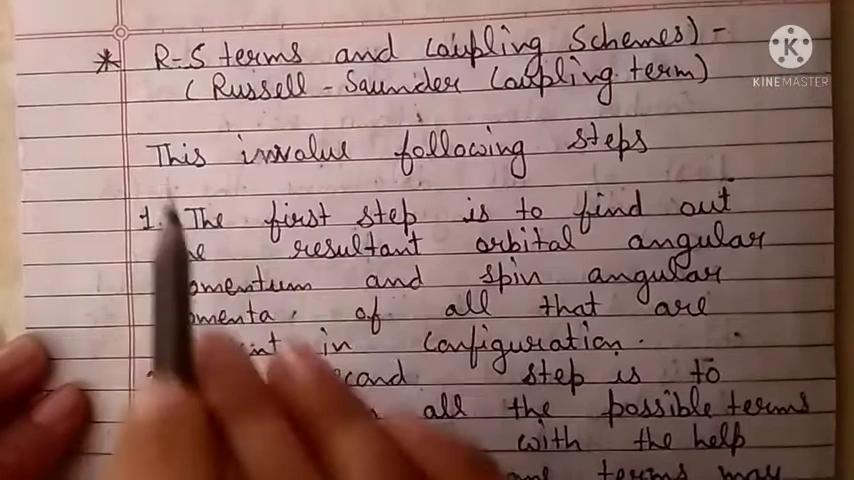 * R-S terms and Coupling Schemes) -
(Russell - Saunder Coupling term)
KINEMASTER
This invalue following steps
1. The first step is to find out
resultant orbital angular
and spin angular
of all that are
in configuration.
step is to
all the possible terms
with the help
terms may